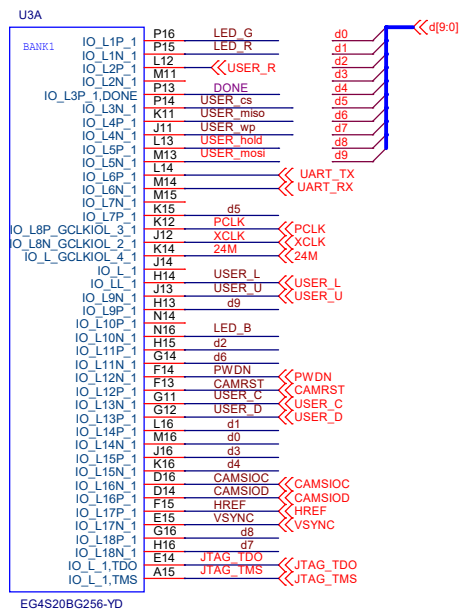 U3A
d[9:0]
BANK1
IO_L1P_1 P16 LED_G d0
IO_L1N_1 P15 LED_R d1
IO_L2P_1 L12 USER_R d2
IO_L2N_1 M11 d3
IO_L3P_1,DONE P13 DONE d4
IO_L3N_1 P14 USER_cs d5
IO_L4P_1 K11 USER_miso d6
IO_L4N_1 J11 USER_wp d7
IO_L5P_1 L13 USER_hold d8
IO_L5N_1 M13 USER_mosi d9
IO_L6P_1 L14 UART_TX
IO_L6N_1 M14 UART_RX
IO_L7N_1 M15
IO_L7P_1 K15 d5
IO_L8P_GCLKIOL_3_1 K12 PCLK PCLK
IO_L8N_GCLKIOL_2_1 J12 XCLK XCLK
IO_L_GCLKIOL_4_1 K14 24M 24M
IO_L_1 J14
IO_LL_1 H14 USER_L USER_L
IO_L9N_1 J13 USER_U USER_U
IO_L9P_1 H13 d9
IO_L10P_1 N14
IO_L10N_1 N16 LED_B
IO_L11P_1 H15 d2
IO_L11N_1 G14 d6
IO_L12N_1 F14 PWDN PWDN
IO_L12P_1 F13 CAMRST CAMRST
IO_L13N_1 G11 USER_C USER_C
IO_L13P_1 G12 USER_D USER_D
IO_L14P_1 L16 d1
IO_L14N_1 M16 d0
IO_L15P_1 J16 d3
IO_L15N_1 K16 d4
IO_L16N_1 D16 CAMSIOC CAMSIOC
IO_L16P_1 D14 CAMSIOD CAMSIOD
IO_L17P_1 F15 HREF HREF
IO_L17N_1 E15 VSYNC VSYNC
IO_L18P_1 G16 d8
IO_L18N_1 H16 d7
IO_L_1,TDO E14 JTAG_TDO JTAG_TDO
IO_L_1,TMS A15 JTAG_TMS JTAG_TMS
EG4S20BG256-YD